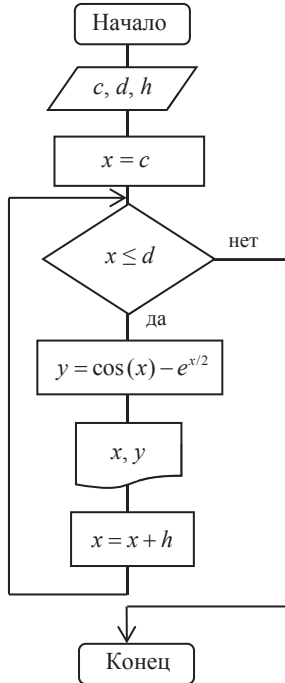 Начало
c, d, h
x = c
x ≤ d
нет
да
y = cos(x) − e^{x/2}
x, y
x = x + h
Конец